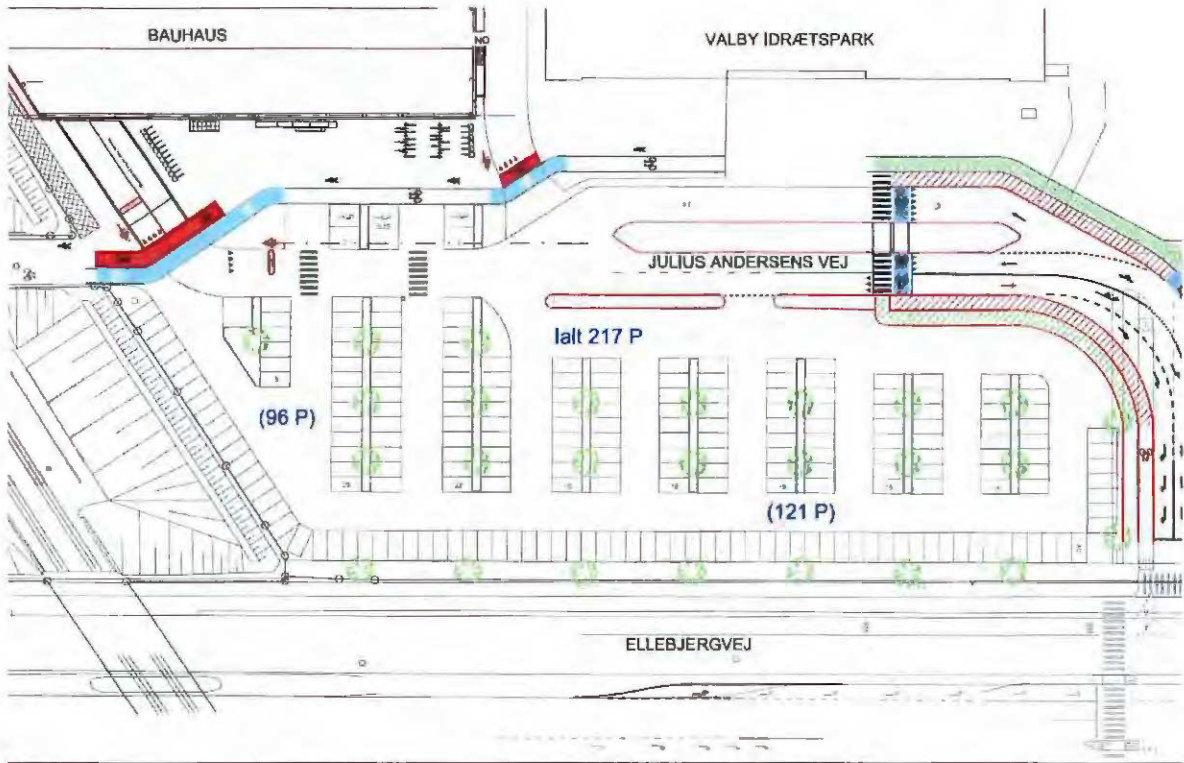 BAUHAUS
VALBY IDRÆTSPARK
JULIUS ANDERSENS VEJ
Ialt 217 P
(96 P)
(121 P)
ELLEBJERGVEJ